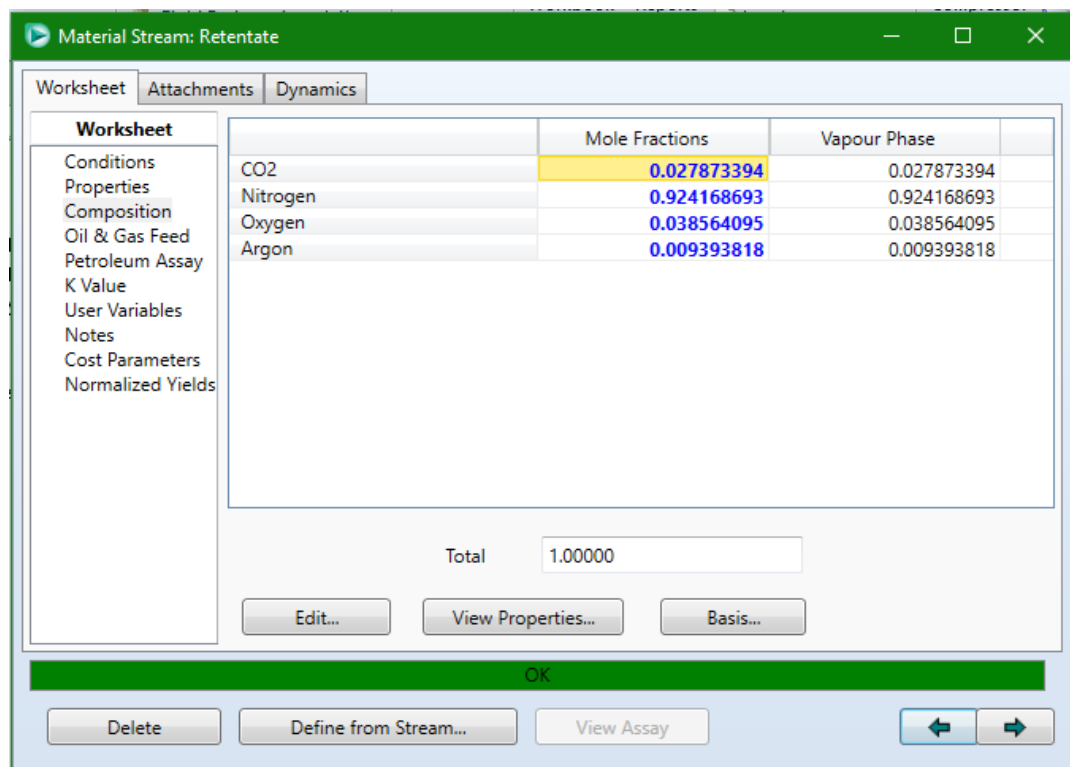 Material Stream: Retentate
Worksheet Attachments Dynamics
Worksheet
Conditions
Properties
Composition
Oil & Gas Feed
Petroleum Assay
K Value
User Variables
Notes
Cost Parameters
Normalized Yields
Mole Fractions Vapour Phase
CO2 0.027873394 0.027873394
Nitrogen 0.924168693 0.924168693
Oxygen 0.038564095 0.038564095
Argon 0.009393818 0.009393818
Total 1.00000
Edit... View Properties... Basis...
OK
Delete Define from Stream... View Assay